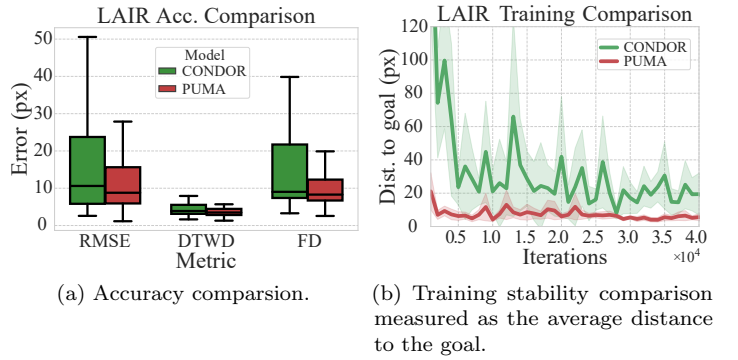 LAIR Acc. Comparison
Error (px)
50
40
30
20
10
0
Model
CONDOR
PUMA
RMSE DTWD FD
Metric
(a) Accuracy comparsion.
LAIR Training Comparison
Dist. to goal (px)
120
100
80
60
40
20
0
CONDOR
PUMA
0.5 1.0 1.5 2.0 2.5 3.0 3.5 4.0
Iterations
×10⁴
(b) Training stability comparison
measured as the average distance
to the goal.